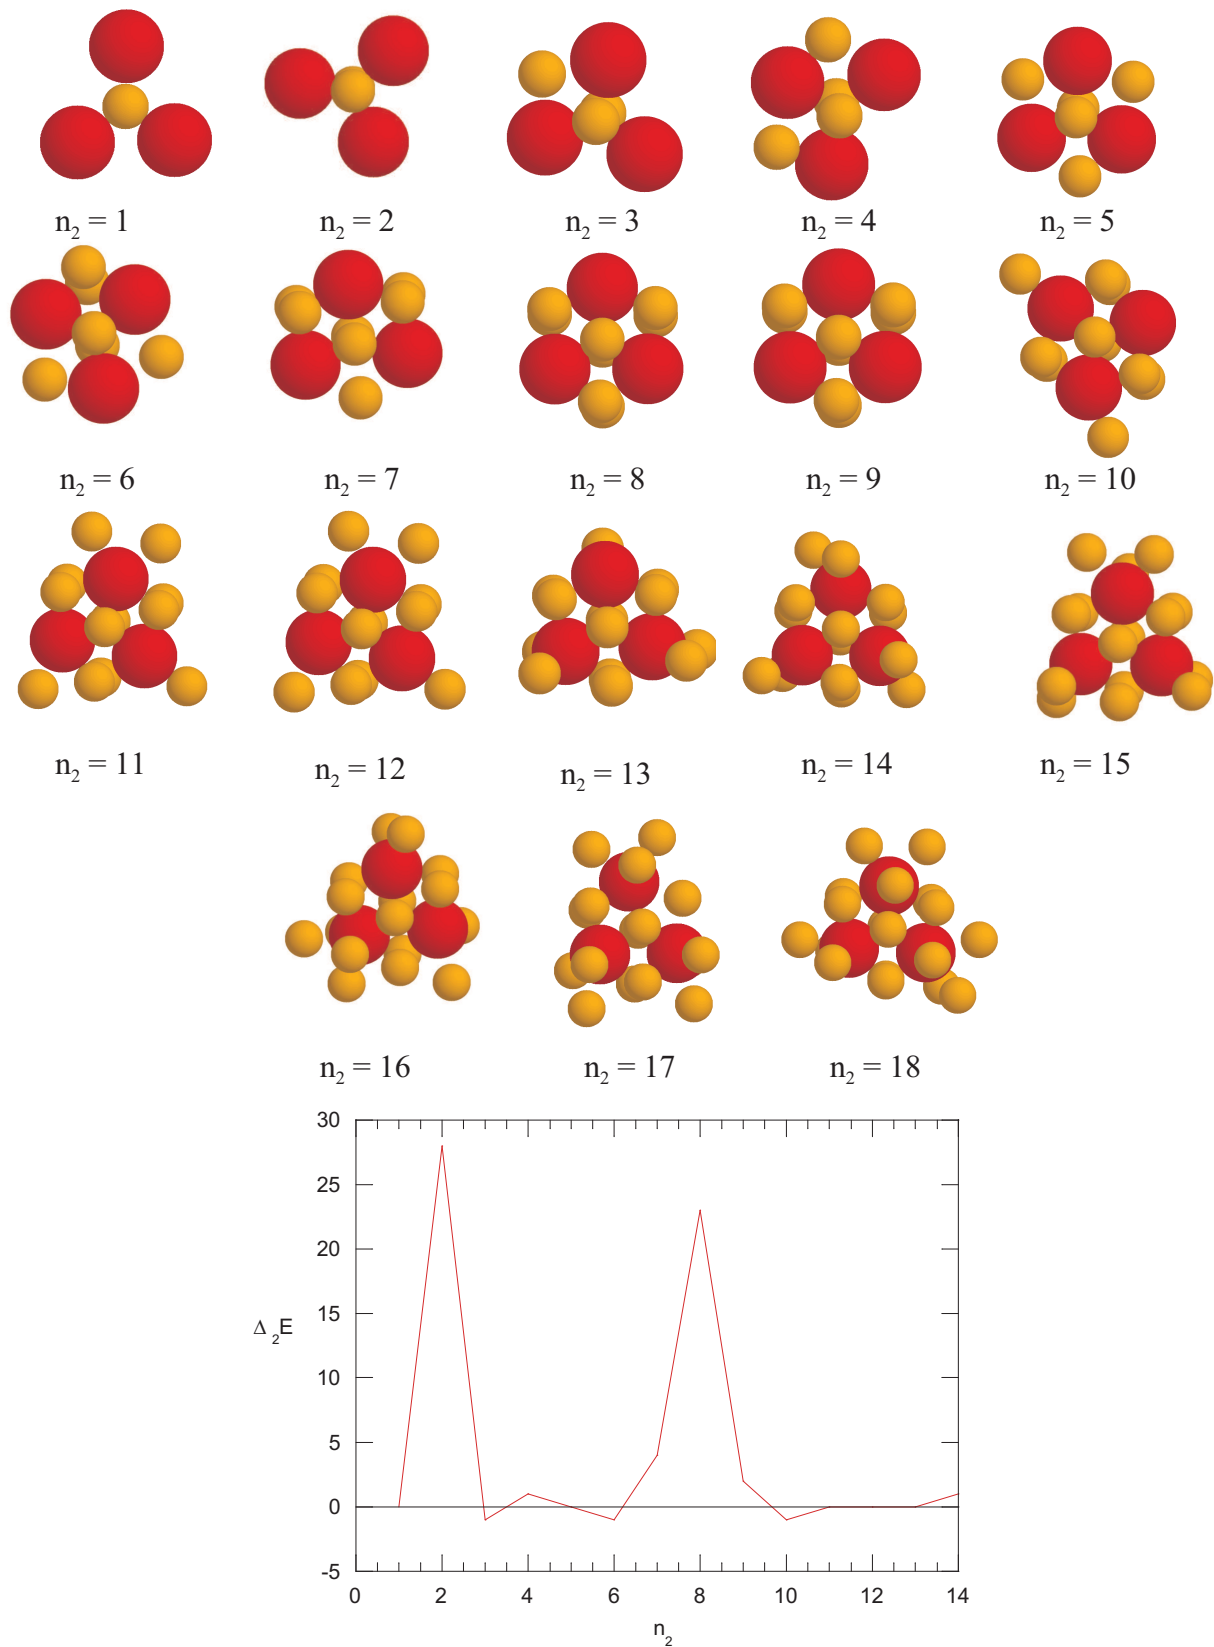 n₂ = 1
n₂ = 2
n₂ = 3
n₂ = 4
n₂ = 5
n₂ = 6
n₂ = 7
n₂ = 8
n₂ = 9
n₂ = 10
n₂ = 11
n₂ = 12
n₂ = 13
n₂ = 14
n₂ = 15
n₂ = 16
n₂ = 17
n₂ = 18
30
25
20
15
Δ₂E
10
5
0
-5
0 2 4 6 8 10 12 14
n₂